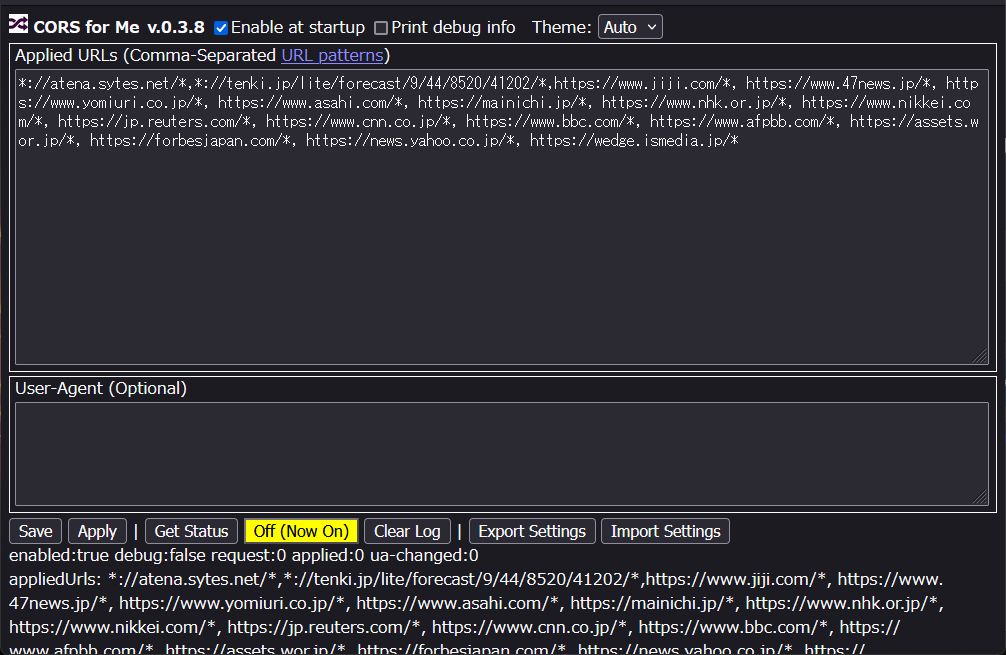 CORS for Me v.0.3.8 Enable at startup Print debug info Theme: Auto
Applied URLs (Comma-Separated URL patterns)
*://atena.sytes.net/*,*://tenki.jp/lite/forecast/9/44/8520/41202/*,https://www.jiji.com/*, https://www.47news.jp/*, http
s://www.yomiuri.co.jp/*, https://www.asahi.com/*, https://mainichi.jp/*, https://www.nhk.or.jp/*, https://www.nikkei.co
m/*, https://jp.reuters.com/*, https://www.cnn.co.jp/*, https://www.bbc.com/*, https://www.afpbb.com/*, https://assets.w
or.jp/*, https://forbesjapan.com/*, https://news.yahoo.co.jp/*, https://wedge.ismedia.jp/*
User-Agent (Optional)
Save Apply | Get Status Off (Now On) Clear Log | Export Settings Import Settings
enabled:true debug:false request:0 applied:0 ua-changed:0
appliedUrls: *://atena.sytes.net/*,*://tenki.jp/lite/forecast/9/44/8520/41202/*,https://www.jiji.com/*, https://www.
47news.jp/*, https://www.yomiuri.co.jp/*, https://www.asahi.com/*, https://mainichi.jp/*, https://www.nhk.or.jp/*,
https://www.nikkei.com/*, https://jp.reuters.com/*, https://www.cnn.co.jp/*, https://www.bbc.com/*, https://
www.afpbb.com/*, https://assets.wor.jp/*, https://forbesjapan.com/*, https://news.yahoo.co.jp/*, https://